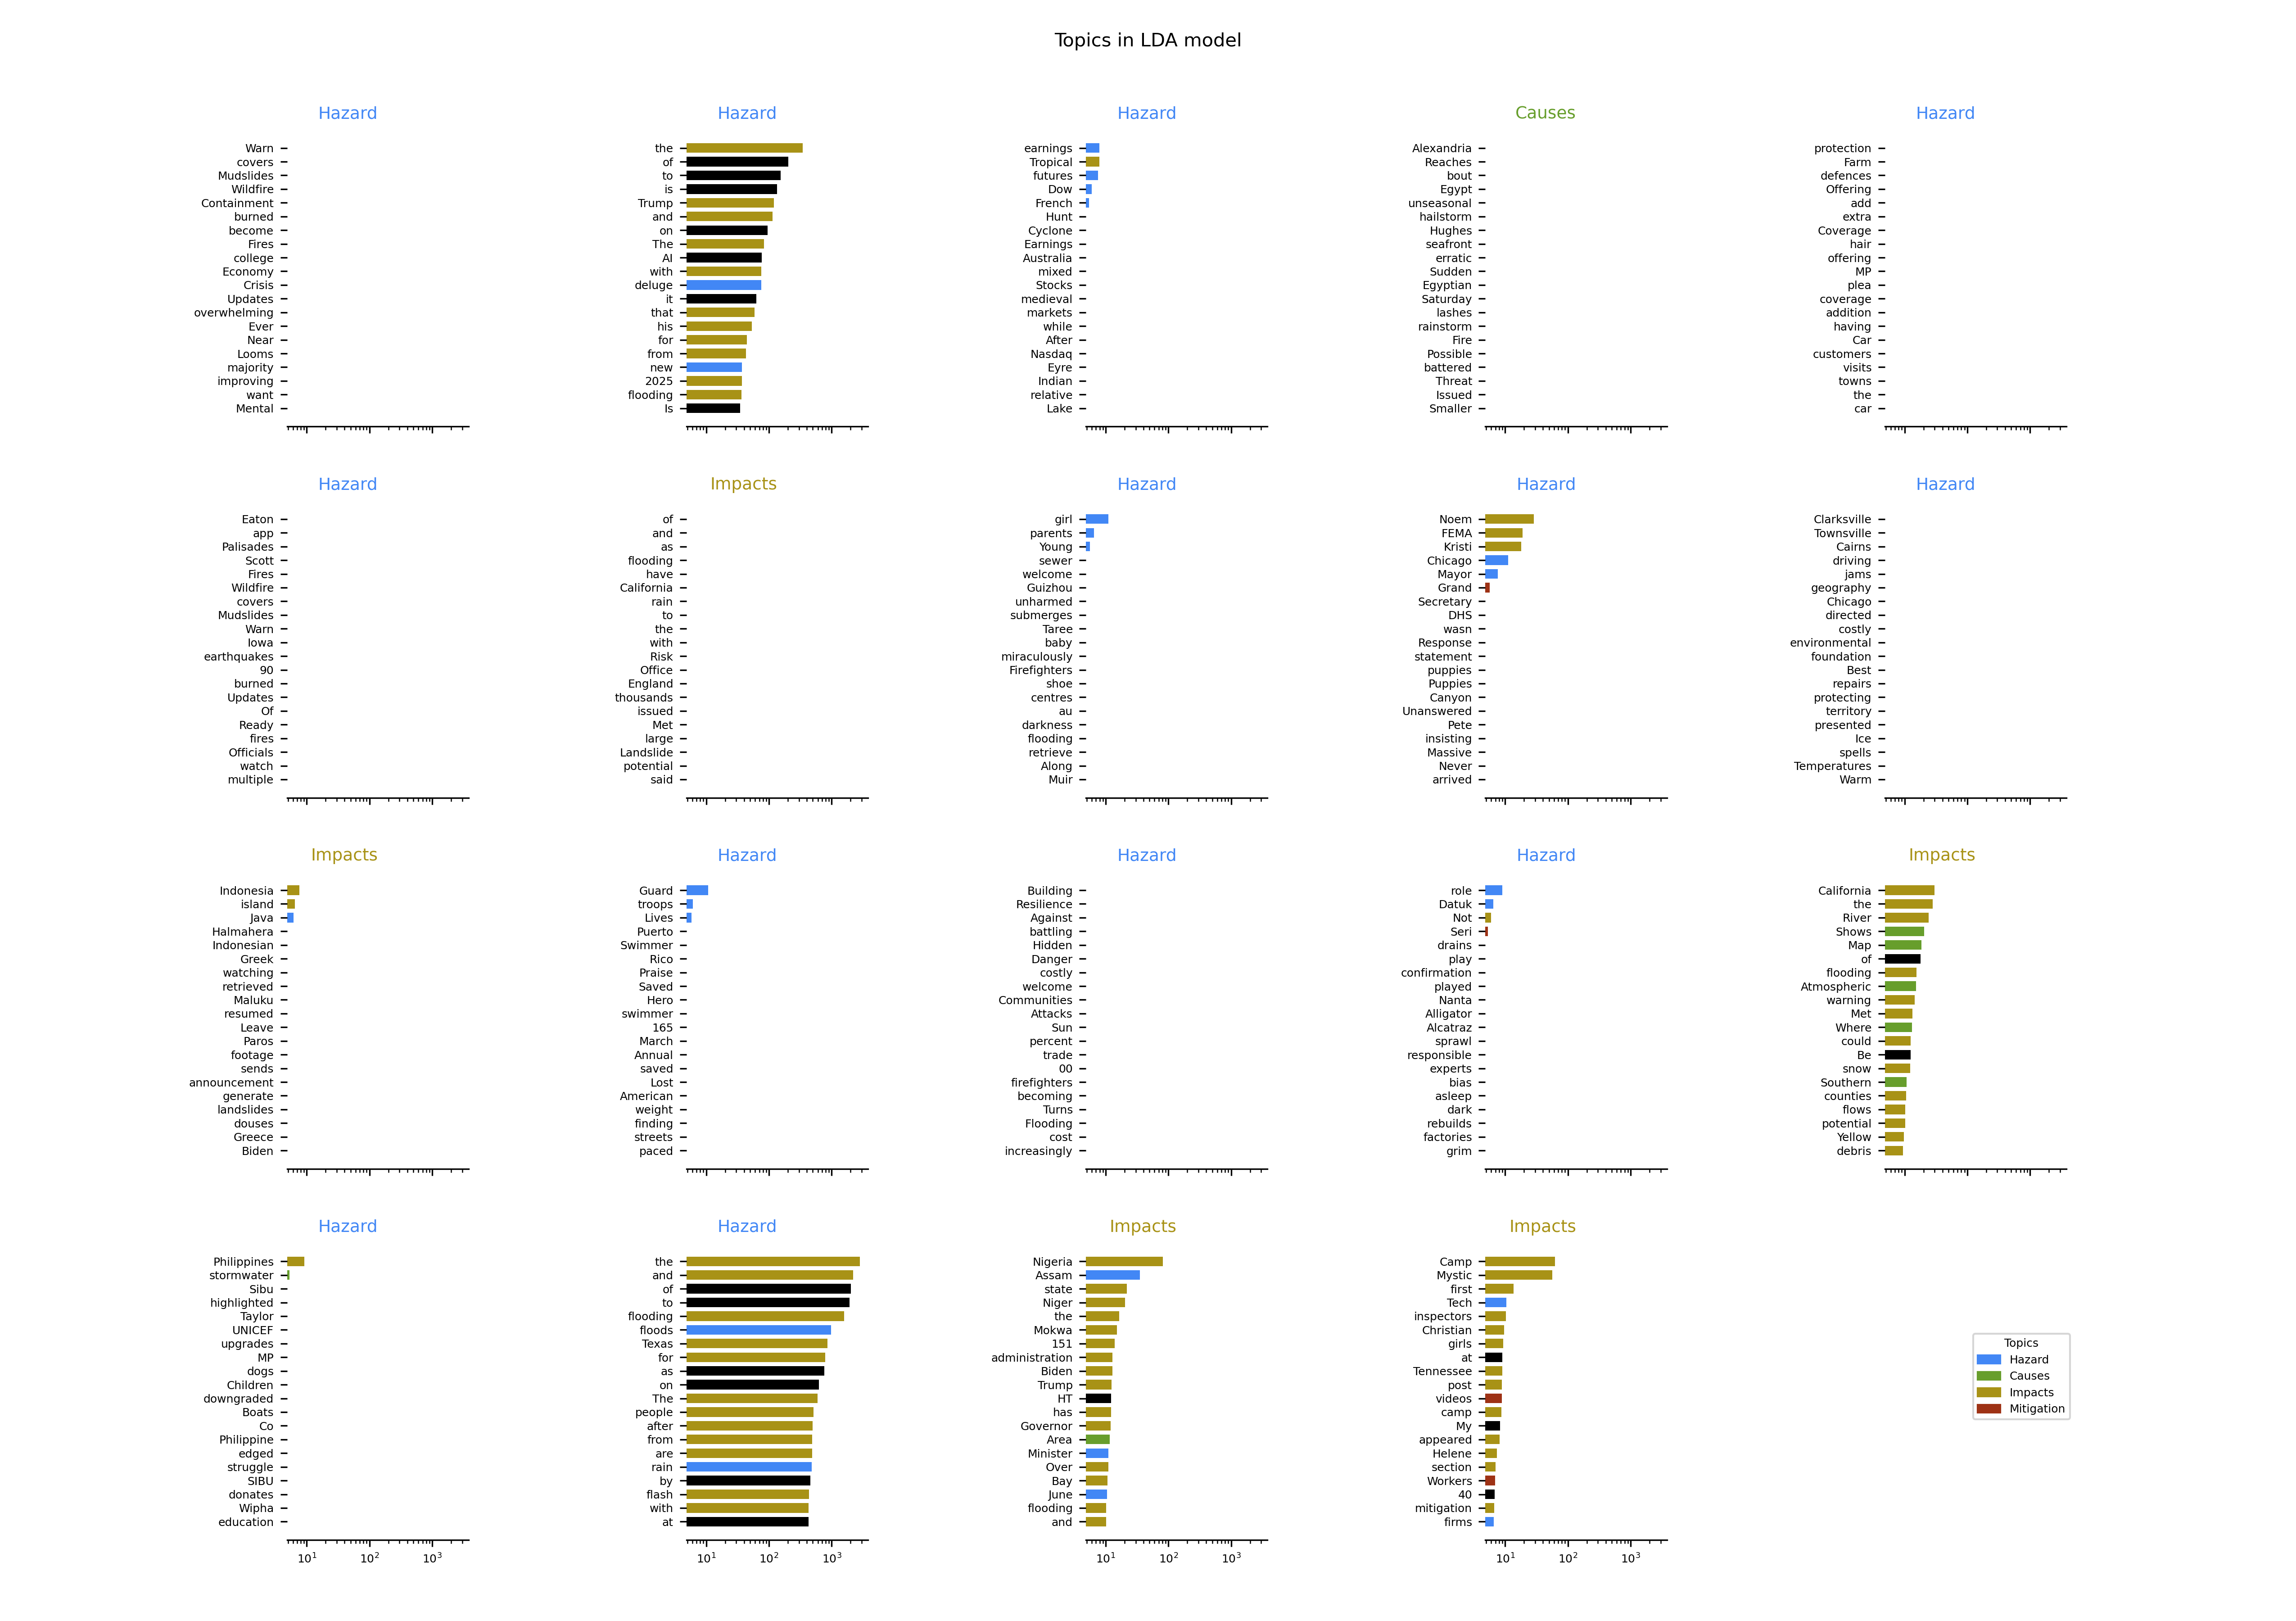 Topics in LDA model
Hazard
Warn
covers
Mudslides
Wildfire
Containment
burned
become
Fires
college
Economy
Crisis
Updates
overwhelming
Ever
Near
Looms
majority
improving
want
Mental
Hazard
the
of
to
is
Trump
and
on
The
AI
with
deluge
it
that
his
for
from
new
2025
flooding
Is
Hazard
earnings
Tropical
futures
Dow
French
Hunt
Cyclone
Earnings
Australia
mixed
Stocks
medieval
markets
while
After
Nasdaq
Eyre
Indian
relative
Lake
Causes
Alexandria
Reaches
bout
Egypt
unseasonal
hailstorm
Hughes
seafront
erratic
Sudden
Egyptian
Saturday
lashes
rainstorm
Fire
Possible
battered
Threat
Issued
Smaller
Hazard
protection
Farm
defences
Offering
add
extra
Coverage
hair
offering
MP
plea
coverage
addition
having
Car
customers
visits
towns
the
car
Hazard
Eaton
app
Palisades
Scott
Fires
Wildfire
covers
Mudslides
Warn
Iowa
earthquakes
90
burned
Updates
Of
Ready
fires
Officials
watch
multiple
Impacts
of
and
as
flooding
have
California
rain
to
the
with
Risk
Office
England
thousands
issued
Met
large
Landslide
potential
said
Hazard
girl
parents
Young
sewer
welcome
Guizhou
unharmed
submerges
Taree
baby
miraculously
Firefighters
shoe
centres
au
darkness
flooding
retrieve
Along
Muir
Hazard
Noem
FEMA
Kristi
Chicago
Mayor
Grand
Secretary
DHS
wasn
Response
statement
puppies
Puppies
Canyon
Unanswered
Pete
insisting
Massive
Never
arrived
Hazard
Clarksville
Townsville
Cairns
driving
jams
geography
Chicago
directed
costly
environmental
foundation
Best
repairs
protecting
territory
presented
Ice
spells
Temperatures
Warm
Impacts
Indonesia
island
Java
Halmahera
Indonesian
Greek
watching
retrieved
Maluku
resumed
Leave
Paros
footage
sends
announcement
generate
landslides
douses
Greece
Biden
Hazard
Guard
troops
Lives
Puerto
Swimmer
Rico
Praise
Saved
Hero
swimmer
165
March
Annual
saved
Lost
American
weight
finding
streets
paced
Hazard
Building
Resilience
Against
battling
Hidden
Danger
costly
welcome
Communities
Attacks
Sun
percent
trade
00
firefighters
becoming
Turns
Flooding
cost
increasingly
Hazard
role
Datuk
Not
Seri
drains
play
confirmation
played
Nanta
Alligator
Alcatraz
sprawl
responsible
experts
bias
asleep
dark
rebuilds
factories
grim
Impacts
California
the
River
Shows
Map
of
flooding
Atmospheric
warning
Met
Where
could
Be
snow
Southern
counties
flows
potential
Yellow
debris
Hazard
Philippines
stormwater
Sibu
highlighted
Taylor
UNICEF
upgrades
MP
dogs
Children
downgraded
Boats
Co
Philippine
edged
struggle
SIBU
donates
Wipha
education
10¹ 10² 10³
Hazard
the
and
of
to
flooding
floods
Texas
for
as
on
The
people
after
from
are
rain
by
flash
with
at
10¹ 10² 10³
Impacts
Nigeria
Assam
state
Niger
the
Mokwa
151
administration
Biden
Trump
HT
has
Governor
Area
Minister
Over
Bay
June
flooding
and
10¹ 10² 10³
Impacts
Camp
Mystic
first
Tech
inspectors
Christian
girls
at
Tennessee
post
videos
camp
My
appeared
Helene
section
Workers
40
mitigation
firms
10¹ 10² 10³
Topics
Hazard
Causes
Impacts
Mitigation